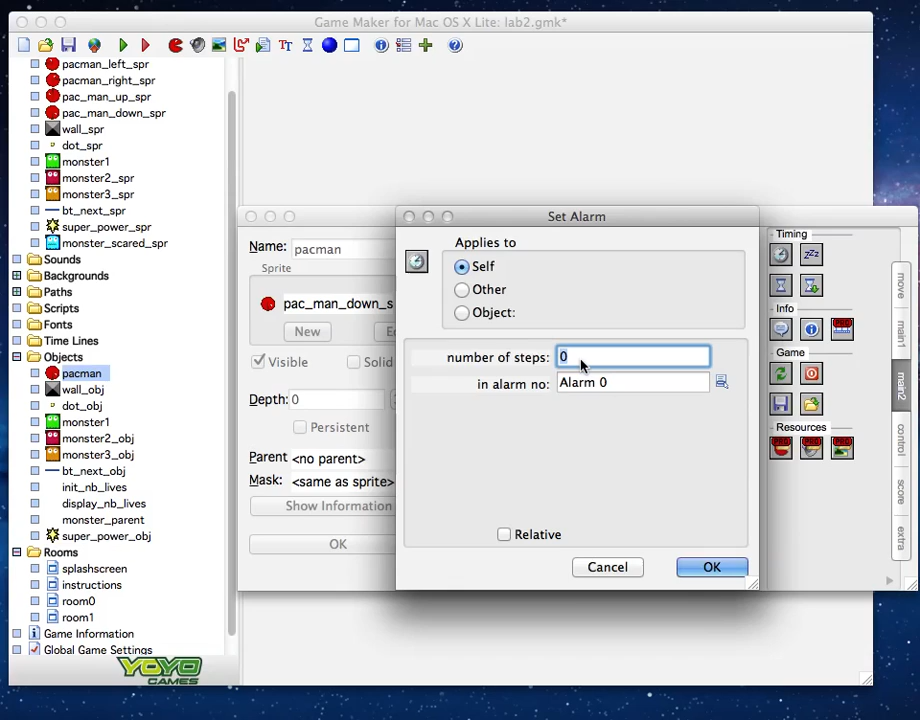 Game Maker for Mac OS X Lite: lab2.gmk*
pacman_left_spr
pacman_right_spr
pac_man_up_spr
pac_man_down_spr
wall_spr
dot_spr
monster1
monster2_spr
monster3_spr
bt_next_spr
super_power_spr
monster_scared_spr
Sounds
Backgrounds
Paths
Scripts
Fonts
Time Lines
Objects
pacman
wall_obj
dot_obj
monster1
monster2_obj
monster3_obj
bt_next_obj
init_nb_lives
display_nb_lives
monster_parent
super_power_obj
Rooms
splashscreen
instructions
room0
room1
Game Information
Global Game Settings
YOYO
GAMES
Name: pacman
Sprite
pac_man_down_s
New
Visible
Solid
Depth: 0
Persistent
Parent <no parent>
Mask: <same as sprite>
Show Information
OK
Set Alarm
Applies to
Self
Other
Object:
number of steps: 0
in alarm no: Alarm 0
Relative
Cancel
OK
Timing
Info
Game
Resources
move
main1
main2
control
score
extra